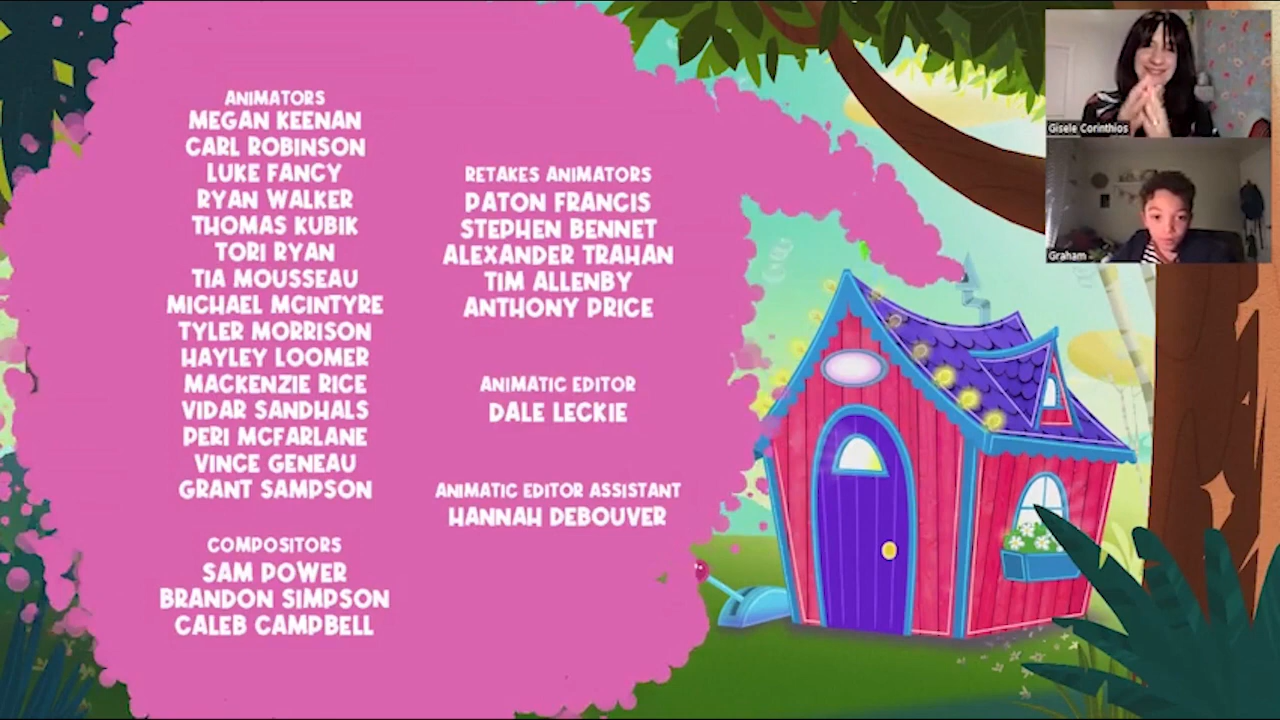 ANIMATORS
MEGAN KEENAN
CARL ROBINSON
LUKE FANCY
RYAN WALKER
THOMAS KUBIK
TORI RYAN
TIA MOUSSEAU
MICHAEL MCINTYRE
TYLER MORRISON
HAYLEY LOOMER
MACKENZIE RICE
VIDAR SANDHALS
PERI MCFARLANE
VINCE GENEAU
GRANT SAMPSON
COMPOSITORS
SAM POWER
BRANDON SIMPSON
CALEB CAMPBELL
RETAKES ANIMATORS
PATON FRANCIS
STEPHEN BENNET
ALEXANDER TRAHAN
TIM ALLENBY
ANTHONY PRICE
ANIMATIC EDITOR
DALE LECKIE
ANIMATIC EDITOR ASSISTANT
HANNAH DEBOUVER
Gisele Corinthios
Graham